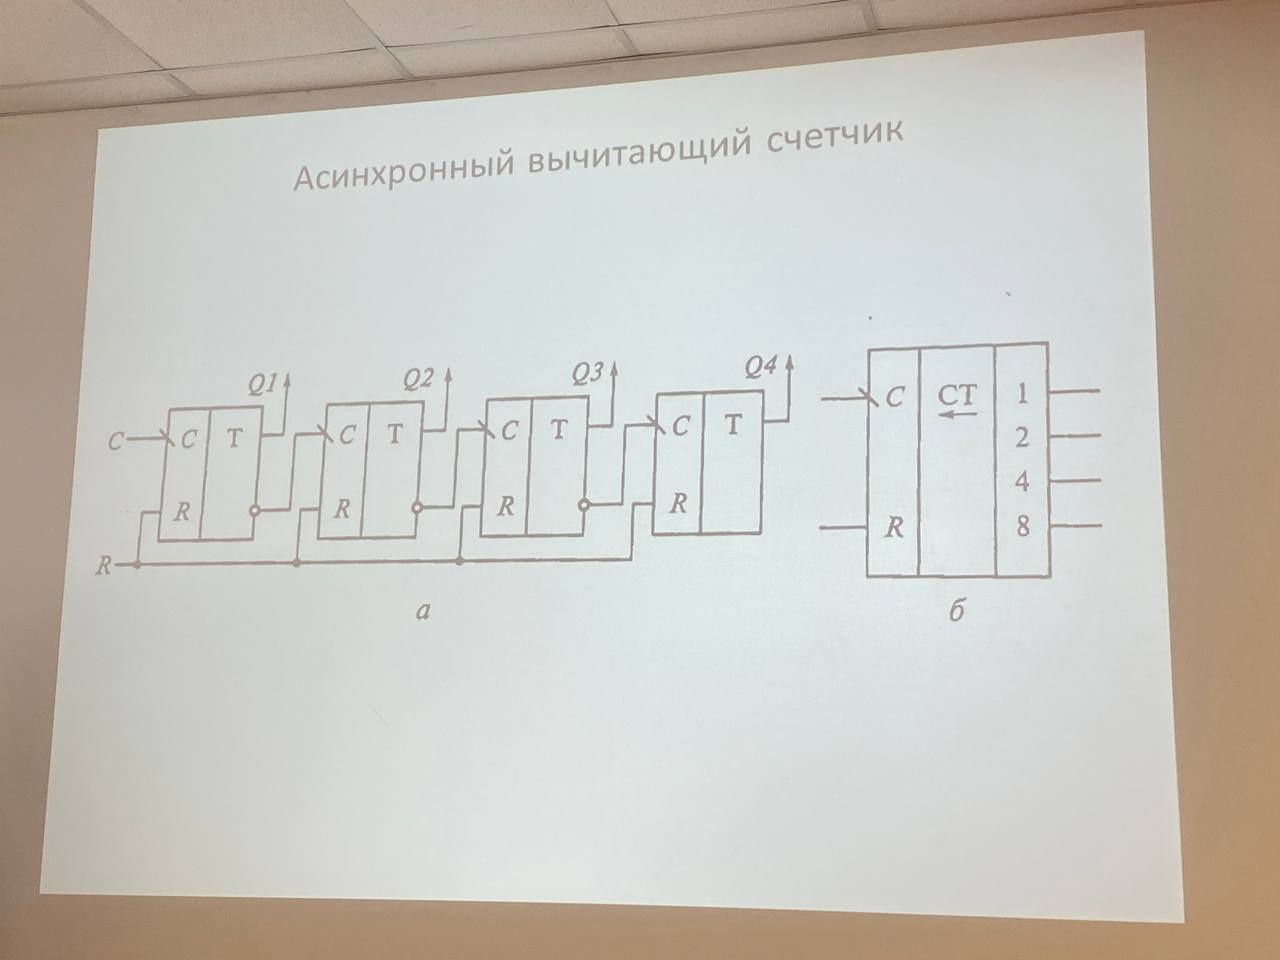 Асинхронный вычитающий счетчик
Q1 Q2 Q3 Q4
C C T C T C T C T C CT 1
2
4
R R R R R 8
R
а б